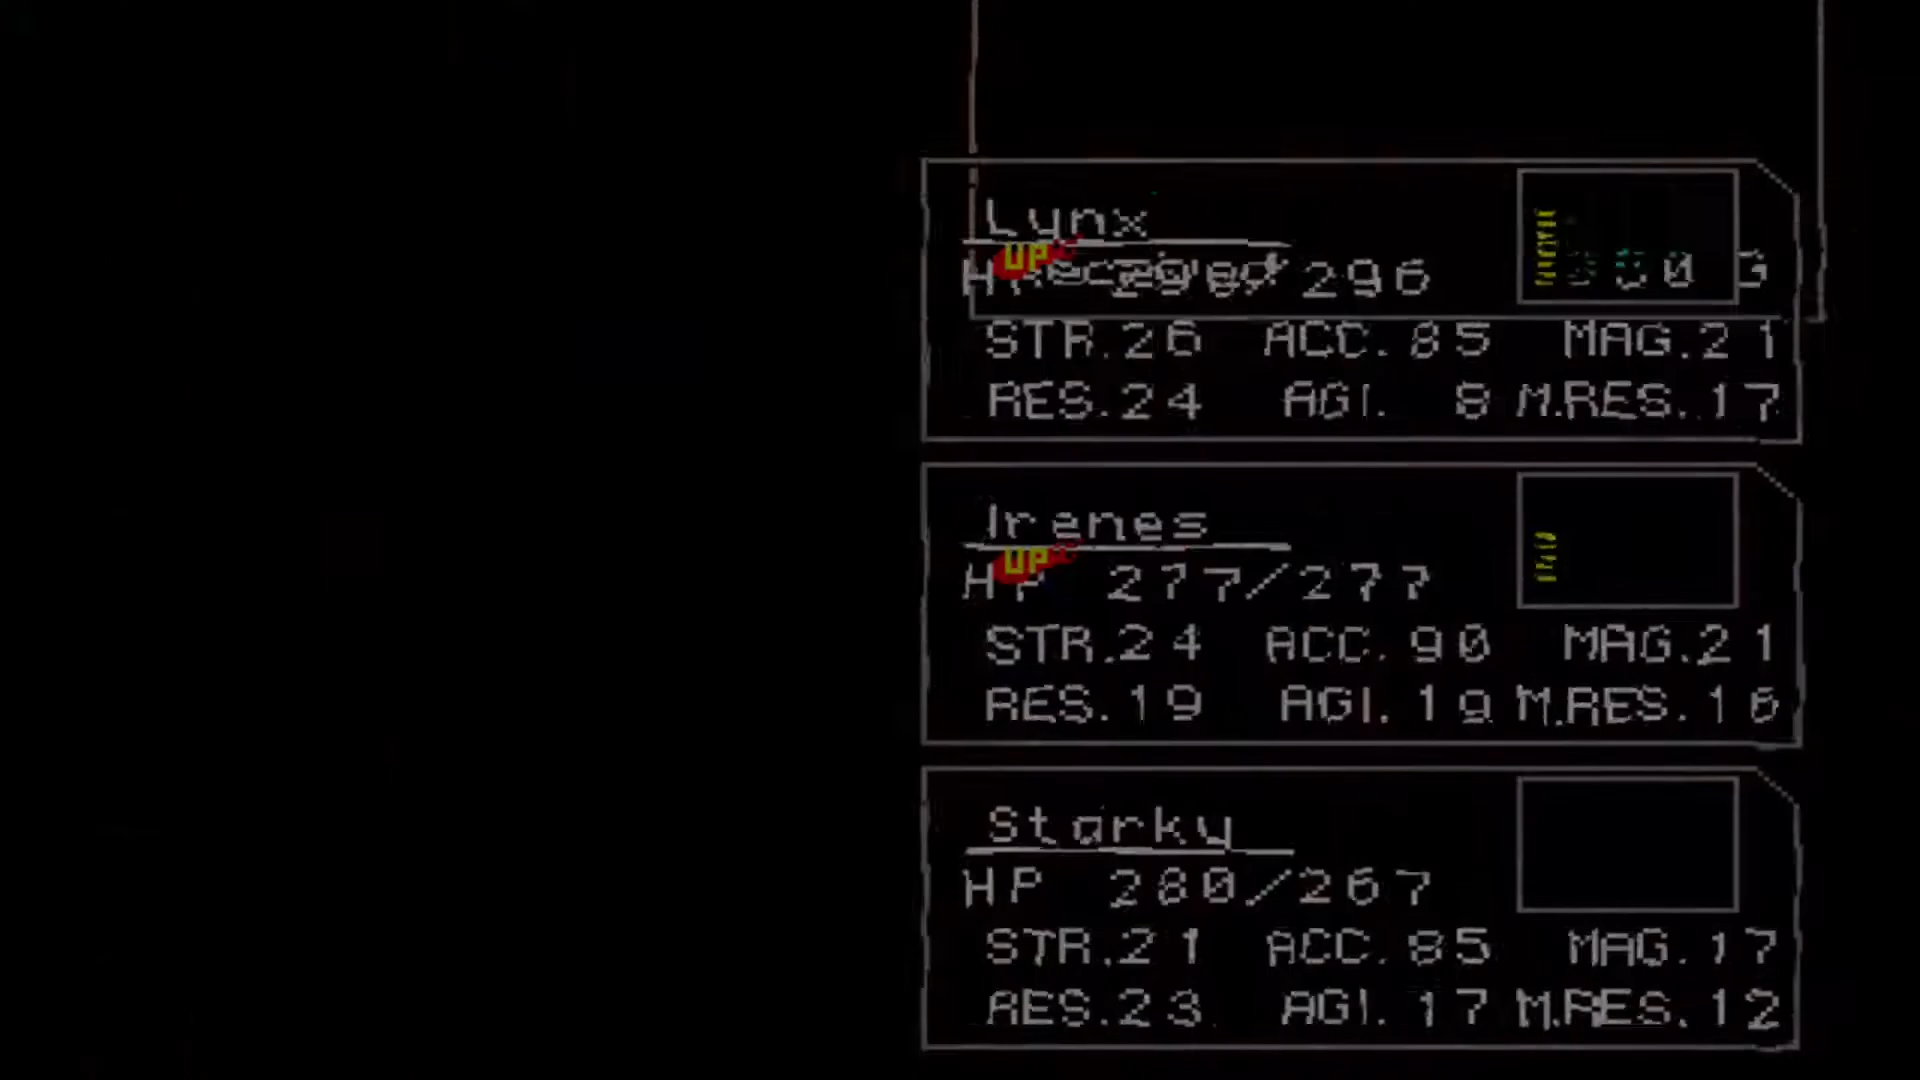 Lynx
UP
HP 298/296
STR.26 ACC.85 MAG.21
RES.24 AGI. 8 M.RES.17
Irenes
UP
HP 277/277
STR.24 ACC.90 MAG.21
RES.19 AGI.19 M.RES.16
Starky
HP 280/267
STR.21 ACC.85 MAG.17
RES.23 AGI.17 M.RES.12